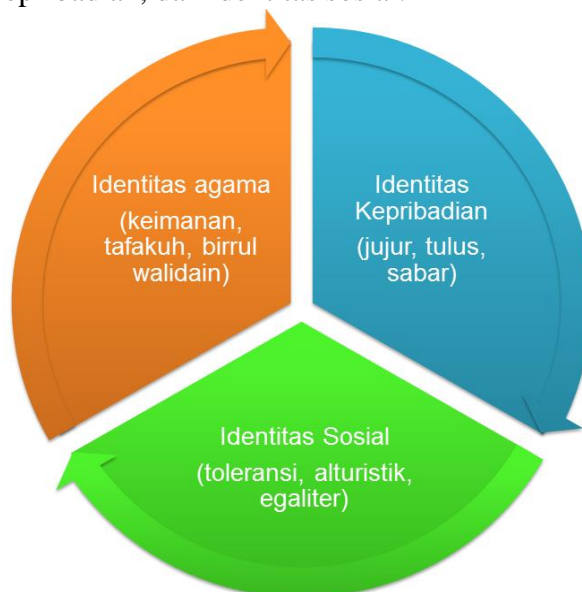 Identitas agama
(keimanan,
tafakuh, birrul
walidain)
Identitas
Kepribadian
(jujur, tulus,
sabar)
Identitas Sosial
(toleransi, alturistik,
egaliter)